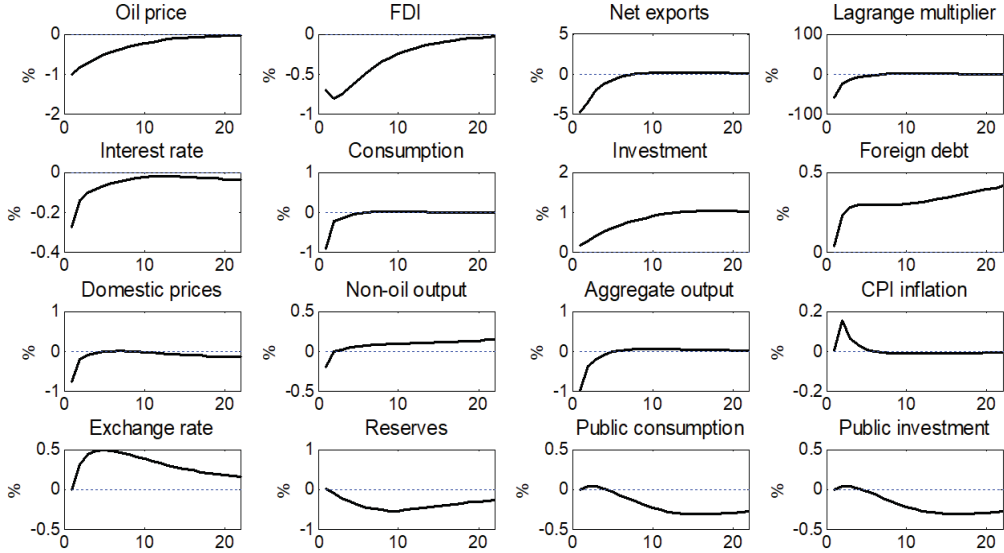 Oil price FDI Net exports Lagrange multiplier
0 0 5 100
% -1 % -0.5 % 0 % 0
-2 -1 -5 -100
0 10 20 0 10 20 0 10 20 0 10 20
Interest rate Consumption Investment Foreign debt
0 1 2 0.5
% -0.2 % 0 % 1 %
-0.4 -1 0 0
0 10 20 0 10 20 0 10 20 0 10 20
Domestic prices Non-oil output Aggregate output CPI inflation
1 0.5 1 0.2
% 0 % 0 % 0 % 0
-1 -0.5 -1 -0.2
0 10 20 0 10 20 0 10 20 0 10 20
Exchange rate Reserves Public consumption Public investment
0.5 1 0.5 0.5
% 0 % 0 % 0 % 0
-0.5 -1 -0.5 -0.5
0 10 20 0 10 20 0 10 20 0 10 20